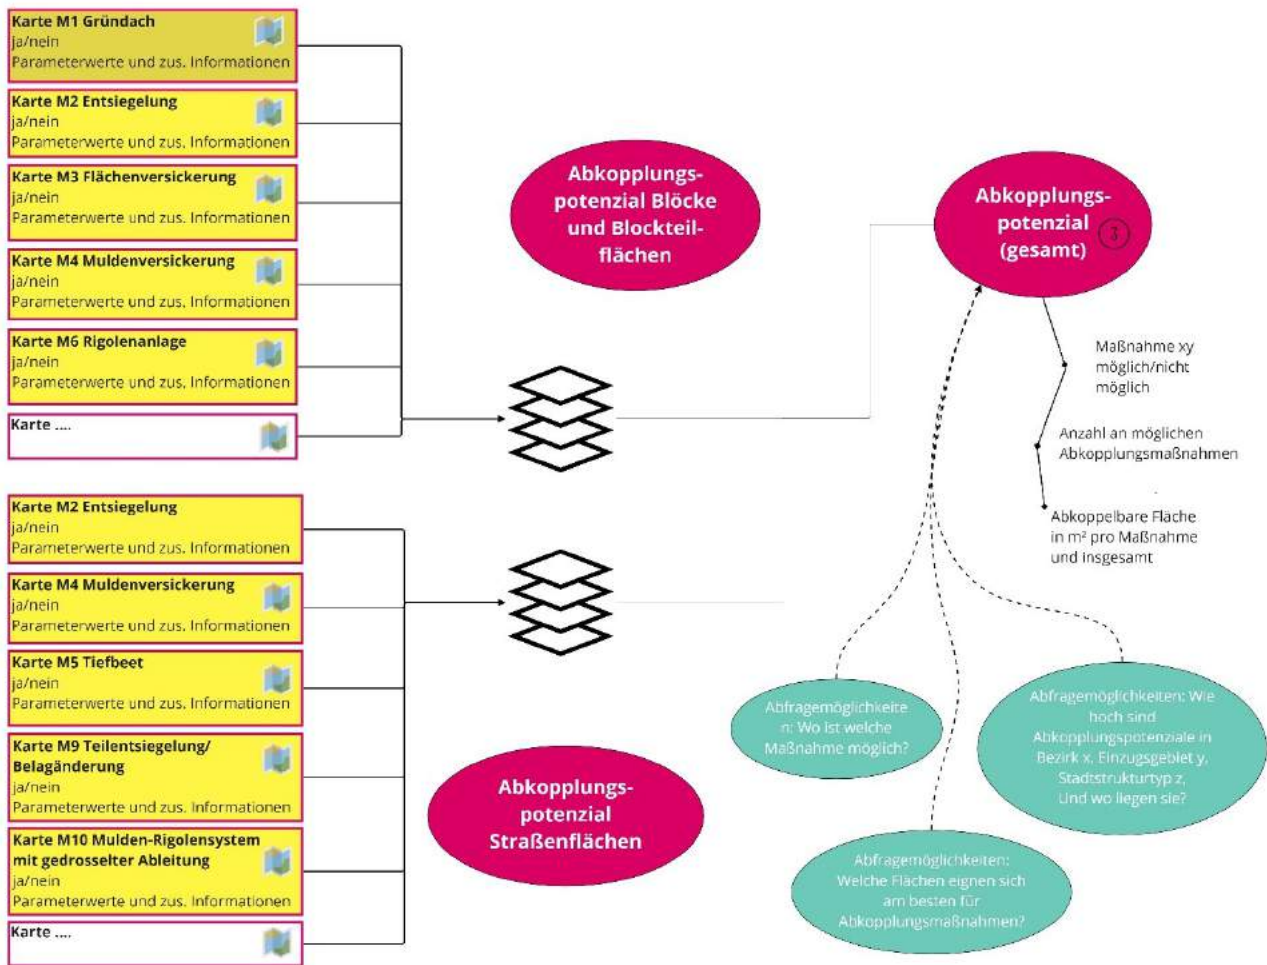 Karte M1 Gründach
ja/nein
Parameterwerte und zus. Informationen
Karte M2 Entsiegelung
ja/nein
Parameterwerte und zus. Informationen
Karte M3 Flächenversickerung
ja/nein
Parameterwerte und zus. Informationen
Karte M4 Muldenversickerung
ja/nein
Parameterwerte und zus. Informationen
Karte M6 Rigolenanlage
ja/nein
Parameterwerte und zus. Informationen
Karte ....
Abkopplungs-
potenzial Blöcke
und Blockteil-
flächen
Abkopplungs-
potenzial
(gesamt)
3
Maßnahme xy
möglich/nicht
möglich
Anzahl an möglichen
Abkopplungsmaßnahmen
Abkoppelbare Fläche
in m² pro Maßnahme
und insgesamt
Karte M2 Entsiegelung
ja/nein
Parameterwerte und zus. Informationen
Karte M4 Muldenversickerung
ja/nein
Parameterwerte und zus. Informationen
Karte M5 Tiefbeet
ja/nein
Parameterwerte und zus. Informationen
Karte M9 Teilentsiegelung/
Belagänderung
ja/nein
Parameterwerte und zus. Informationen
Karte M10 Mulden-Rigolensystem
mit gedrosselter Ableitung
ja/nein
Parameterwerte und zus. Informationen
Karte ....
Abkopplungs-
potenzial
Straßenflächen
Abfragemöglichkeite
n: Wo ist welche
Maßnahme möglich?
Abfragemöglichkeiten: Wie
hoch sind
Abkopplungspotenziale in
Bezirk x, Einzugsgebiet y,
Stadtstrukturtyp z,
Und wo liegen sie?
Abfragemöglichkeiten:
Welche Flächen eignen sich
am besten für
Abkopplungsmaßnahmen?